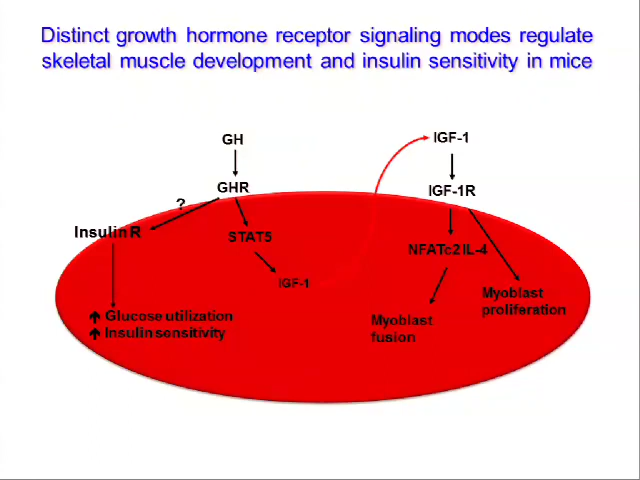 Distinct growth hormone receptor signaling modes regulate
skeletal muscle development and insulin sensitivity in mice
GH
IGF-1
GHR
IGF-1R
?
Insulin R
STAT5
NFATc2 IL-4
IGF-1
Myoblast
proliferation
Glucose utilization
Insulin sensitivity
Myoblast
fusion